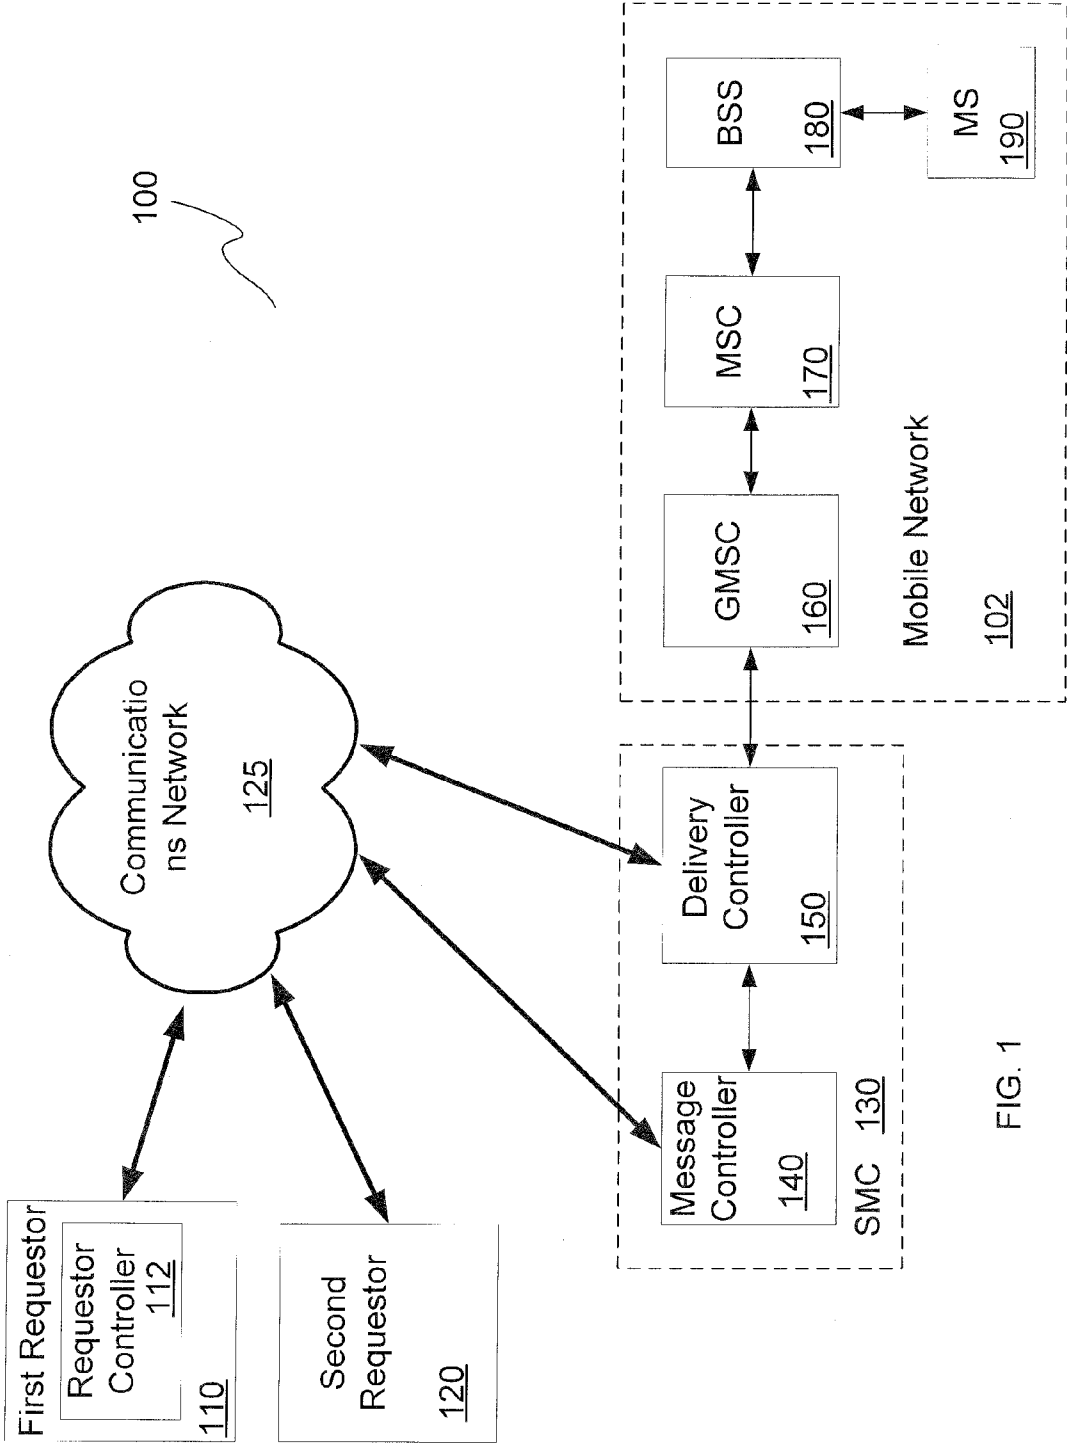 100
First Requestor
Requestor
Controller
112
110
Second
Requestor
120
Communicatio
ns Network
125
Message
Controller
140
Delivery
Controller
150
SMC 130
GMSC
160
MSC
170
BSS
180
MS
190
Mobile Network
102
FIG. 1